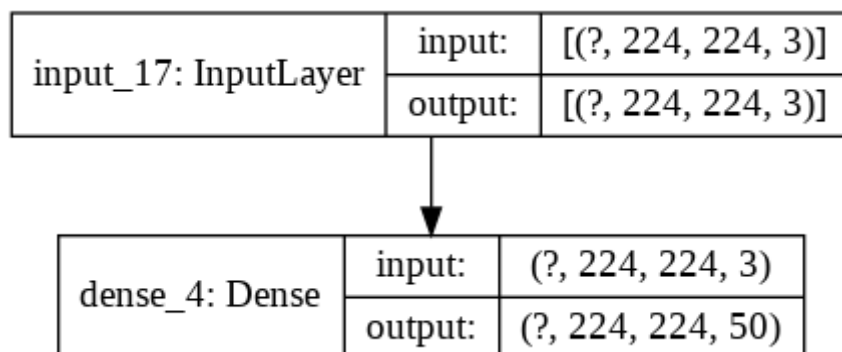 input_17: InputLayer
input: [(?, 224, 224, 3)]
output: [(?, 224, 224, 3)]
dense_4: Dense
input: (?, 224, 224, 3)
output: (?, 224, 224, 50)